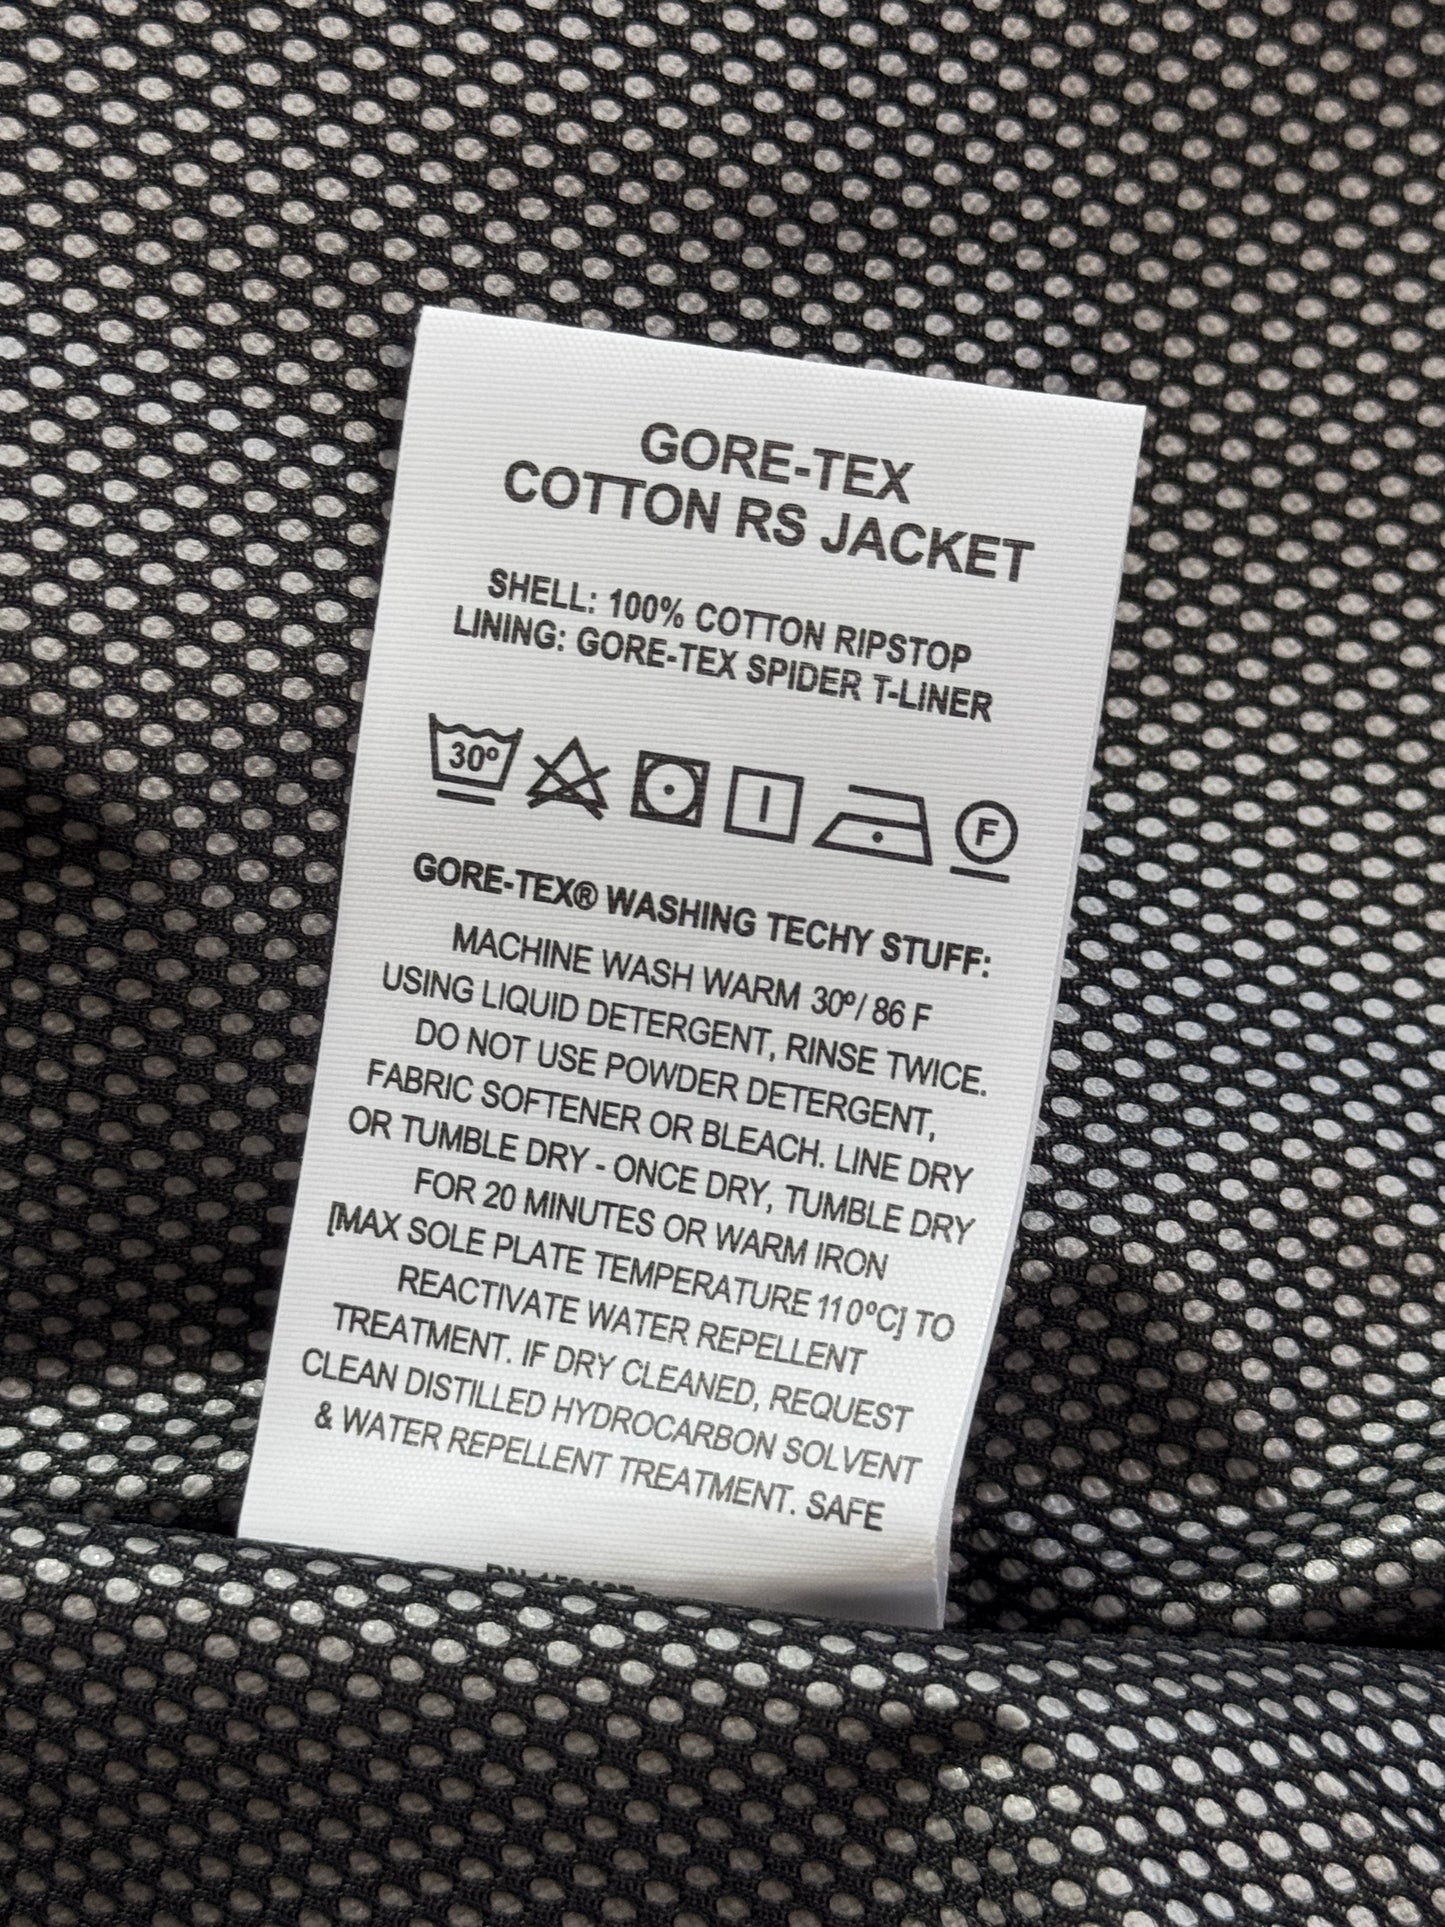 GORE-TEX
COTTON RS JACKET
SHELL: 100% COTTON RIPSTOP
LINING: GORE-TEX SPIDER T-LINER
30º
F
GORE-TEX® WASHING TECHY STUFF:
MACHINE WASH WARM 30º/ 86 F
USING LIQUID DETERGENT, RINSE TWICE.
DO NOT USE POWDER DETERGENT,
FABRIC SOFTENER OR BLEACH. LINE DRY
OR TUMBLE DRY - ONCE DRY, TUMBLE DRY
FOR 20 MINUTES OR WARM IRON
[MAX SOLE PLATE TEMPERATURE 110ºC] TO
REACTIVATE WATER REPELLENT
TREATMENT. IF DRY CLEANED, REQUEST
CLEAN DISTILLED HYDROCARBON SOLVENT
& WATER REPELLENT TREATMENT. SAFE